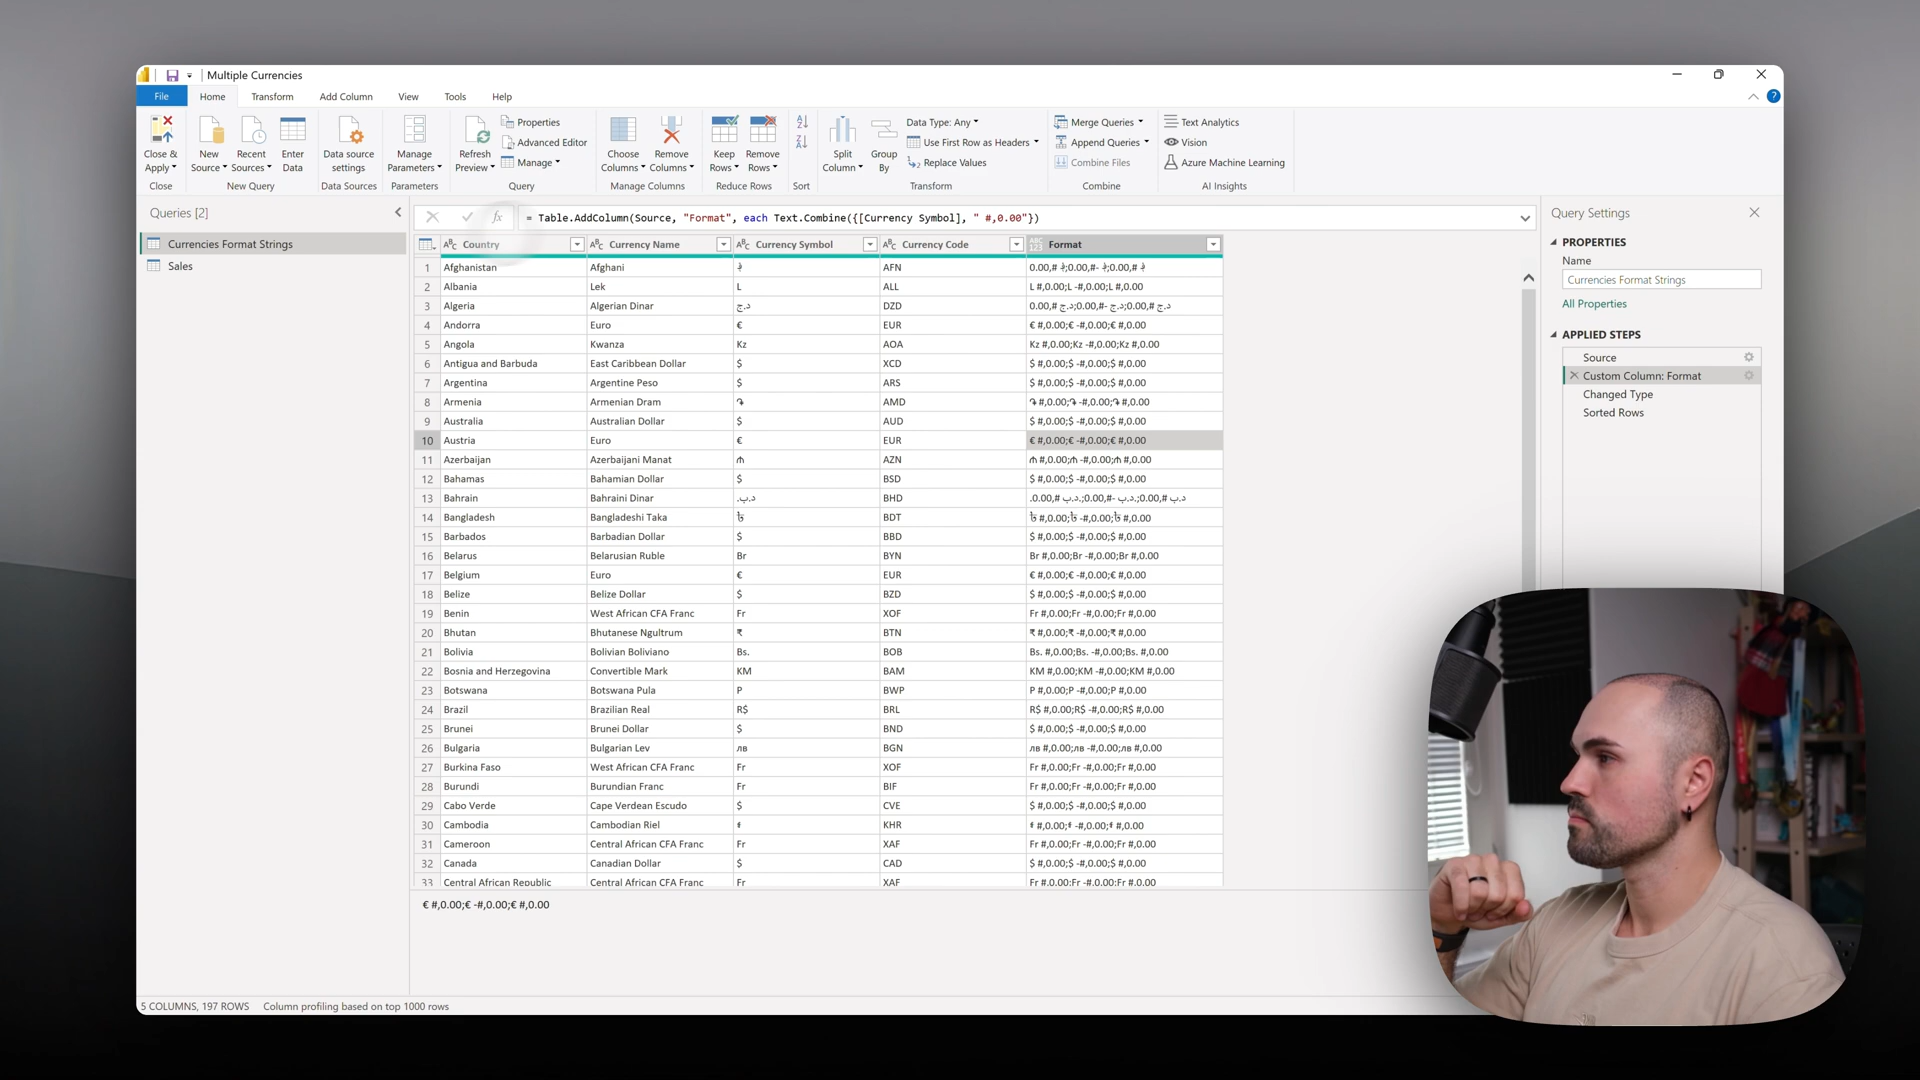 Multiple Currencies
File Home Transform Add Column View Tools Help
Close & Apply
New Source
Recent Sources
Enter Data
Data source settings
Manage Parameters
Refresh Preview
Properties
Advanced Editor
Manage
Choose Columns
Remove Columns
Keep Rows
Remove Rows
Split Column
Group By
Data Type: Any
Use First Row as Headers
Replace Values
Merge Queries
Append Queries
Combine Files
Text Analytics
Vision
Azure Machine Learning
Close New Query Data Sources Parameters Query Manage Columns Reduce Rows Sort Transform Combine AI Insights
Queries [2]
Currencies Format Strings
Sales
fx = Table.AddColumn(Source, "Format", each Text.Combine({[Currency Symbol], " #,0.00"})
Country Currency Name Currency Symbol Currency Code Format
1 Afghanistan Afghani ؋ AFN
2 Albania Lek L ALL L #,0.00;L -#,0.00;L #,0.00
3 Algeria Algerian Dinar د.ج DZD
4 Andorra Euro € EUR € #,0.00;€ -#,0.00;€ #,0.00
5 Angola Kwanza Kz AOA Kz #,0.00;Kz -#,0.00;Kz #,0.00
6 Antigua and Barbuda East Caribbean Dollar $ XCD $ #,0.00;$ -#,0.00;$ #,0.00
7 Argentina Argentine Peso $ ARS $ #,0.00;$ -#,0.00;$ #,0.00
8 Armenia Armenian Dram ֏ AMD ֏ #,0.00;֏ -#,0.00;֏ #,0.00
9 Australia Australian Dollar $ AUD $ #,0.00;$ -#,0.00;$ #,0.00
10 Austria Euro € EUR € #,0.00;€ -#,0.00;€ #,0.00
11 Azerbaijan Azerbaijani Manat ₼ AZN ₼ #,0.00;₼ -#,0.00;₼ #,0.00
12 Bahamas Bahamian Dollar $ BSD $ #,0.00;$ -#,0.00;$ #,0.00
13 Bahrain Bahraini Dinar .د.ب BHD
14 Bangladesh Bangladeshi Taka ৳ BDT ৳ #,0.00;৳ -#,0.00;৳ #,0.00
15 Barbados Barbadian Dollar $ BBD $ #,0.00;$ -#,0.00;$ #,0.00
16 Belarus Belarusian Ruble Br BYN Br #,0.00;Br -#,0.00;Br #,0.00
17 Belgium Euro € EUR € #,0.00;€ -#,0.00;€ #,0.00
18 Belize Belize Dollar $ BZD $ #,0.00;$ -#,0.00;$ #,0.00
19 Benin West African CFA Franc Fr XOF Fr #,0.00;Fr -#,0.00;Fr #,0.00
20 Bhutan Bhutanese Ngultrum ₹ BTN ₹ #,0.00;₹ -#,0.00;₹ #,0.00
21 Bolivia Bolivian Boliviano Bs. BOB Bs. #,0.00;Bs. -#,0.00;Bs. #,0.00
22 Bosnia and Herzegovina Convertible Mark KM BAM KM #,0.00;KM -#,0.00;KM #,0.00
23 Botswana Botswana Pula P BWP P #,0.00;P -#,0.00;P #,0.00
24 Brazil Brazilian Real R$ BRL R$ #,0.00;R$ -#,0.00;R$ #,0.00
25 Brunei Brunei Dollar $ BND $ #,0.00;$ -#,0.00;$ #,0.00
26 Bulgaria Bulgarian Lev лв BGN лв #,0.00;лв -#,0.00;лв #,0.00
27 Burkina Faso West African CFA Franc Fr XOF Fr #,0.00;Fr -#,0.00;Fr #,0.00
28 Burundi Burundian Franc Fr BIF Fr #,0.00;Fr -#,0.00;Fr #,0.00
29 Cabo Verde Cape Verdean Escudo $ CVE $ #,0.00;$ -#,0.00;$ #,0.00
30 Cambodia Cambodian Riel ៛ KHR ៛ #,0.00;៛ -#,0.00;៛ #,0.00
31 Cameroon Central African CFA Franc Fr XAF Fr #,0.00;Fr -#,0.00;Fr #,0.00
32 Canada Canadian Dollar $ CAD $ #,0.00;$ -#,0.00;$ #,0.00
33 Central African Republic Central African CFA Franc Fr XAF Fr #,0.00;Fr -#,0.00;Fr #,0.00
€ #,0.00;€ -#,0.00;€ #,0.00
Query Settings
PROPERTIES
Name
Currencies Format Strings
All Properties
APPLIED STEPS
Source
Custom Column: Format
Changed Type
Sorted Rows
5 COLUMNS, 197 ROWS Column profiling based on top 1000 rows